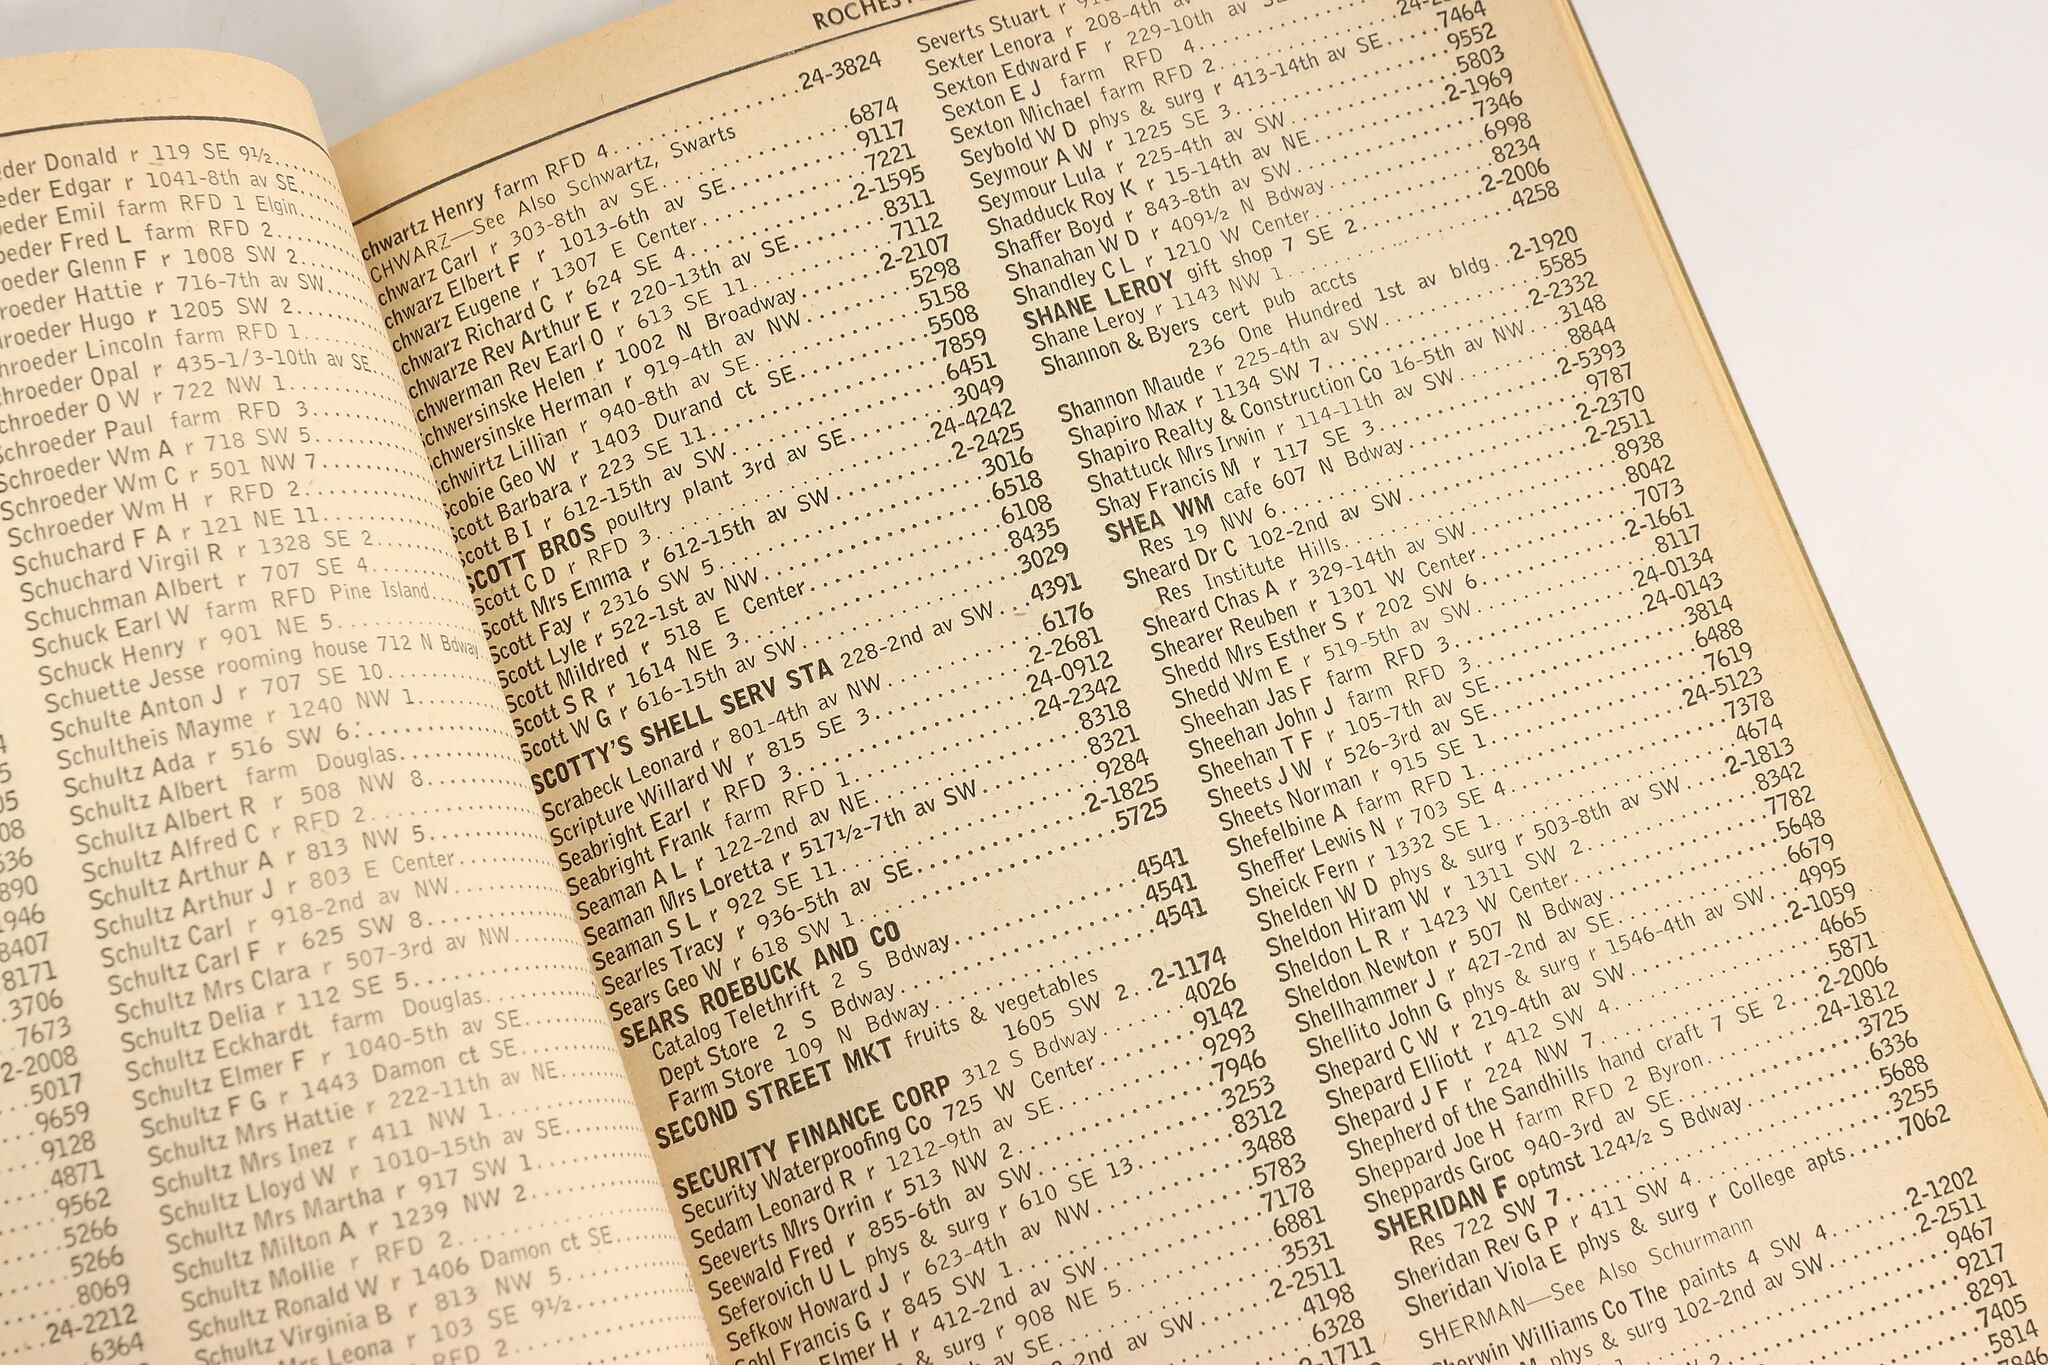 4
5
05
08
536
890
1946
8407
8171
3706
7673
2-2008
5017
9659
9128
4871
9562
5266
5266
8069
24-2212
6364
eder Donald r 119 SE 9½
eder Edgar r 1041-8th av SE
oeder Emil farm RFD 1 Elgin
oeder Fred L farm RFD 2
roeder Glenn F r 1008 SW 2
roeder Hattie r 716-7th av SW
hroeder Hugo r 1205 SW 2
hroeder Lincoln farm RFD 1
chroeder Opal r 435-1/3-10th av SE
chroeder O W r 722 NW 1
Schroeder Paul farm RFD 3
Schroeder Wm A r 718 SW 5
Schroeder Wm C r 501 NW 7
Schroeder Wm H r RFD 2
Schuchard F A r 121 NE 11
Schuchard Virgil R r 1328 SE 2
Schuchman Albert r 707 SE 4
Schuck Earl W farm RFD Pine Island
Schuck Henry r 901 NE 5
Schuette Jesse rooming house 712 N Bdway
Schulte Anton J r 707 SE 10
Schultheis Mayme r 1240 NW 1
Schultz Ada r 516 SW 6
Schultz Albert farm Douglas
Schultz Albert R r 508 NW 8
Schultz Alfred C r RFD 2
Schultz Arthur A r 813 NW 5
Schultz Arthur J r 803 E Center
Schultz Carl r 918-2nd av NW
Schultz Carl F r 625 SW 8
Schultz Mrs Clara r 507-3rd av NW
Schultz Delia r 112 SE 5
Schultz Eckhardt farm Douglas
Schultz Elmer F r 1040-5th av SE
Schultz F G r 1443 Damon ct SE
Schultz Mrs Hattie r 222-11th av NE
Schultz Mrs Inez r 411 NW 1
Schultz Lloyd W r 1010-15th av SE
Schultz Mrs Martha r 917 SW 1
Schultz Milton A r 1239 NW 2
Schultz Mollie r RFD 2
Schultz Ronald W r 1406 Damon ct SE
Schultz Virginia B r 813 NW 5
Mrs Leona r 103 SE 9½
RFD 2
ROCHEST
chwartz Henry farm RFD 4 24-3824
CHWARZ—See Also Schwartz, Swarts
chwarz Carl r 303-8th av SE 6874
chwarz Elbert F r 1013-6th av SE 9117
chwarz Eugene r 1307 E Center 7221
chwarz Richard C r 624 SE 4 2-1595
chwarze Rev Arthur E r 220-13th av SE 8311
chwerman Rev Earl O r 613 SE 11 7112
chwersinske Helen r 1002 N Broadway 2-2107
chwersinske Herman r 919-4th av NW 5298
chwirtz Lillian r 940-8th av SE 5158
cobie Geo W r 1403 Durand ct SE 5508
cott Barbara r 223 SE 11 7859
cott B I r 612-15th av SW 6451
SCOTT BROS poultry plant 3rd av SE 3049
Scott C D r RFD 3 24-4242
Scott Mrs Emma r 612-15th av SW 2-2425
Scott Fay r 2316 SW 5 3016
Scott Lyle r 522-1st av NW 6518
Scott Mildred r 518 E Center 6108
Scott S R r 1614 NE 3 8435
Scott W G r 616-15th av SW 3029
SCOTTY'S SHELL SERV STA 228-2nd av SW 4391
Scrabeck Leonard r 801-4th av NW 6176
Scripture Willard W r 815 SE 3 2-2681
Seabright Earl r RFD 3 24-0912
Seabright Frank farm RFD 1 24-2342
Seaman A L r 122-2nd av NE 8318
Seaman Mrs Loretta r 517½-7th av SW 8321
Seaman S L r 922 SE 11 9284
Searles Tracy r 936-5th av SE 2-1825
Sears Geo W r 618 SW 1 5725
SEARS ROEBUCK AND CO
Catalog Telethrift 2 S Bdway 4541
Dept Store 2 S Bdway 4541
Farm Store 109 N Bdway 4541
SECOND STREET MKT fruits & vegetables
1605 SW 2 2-1174
SECURITY FINANCE CORP 312 S Bdway 4026
Security Waterproofing Co 725 W Center 9142
Sedam Leonard R r 1212-9th av SE 9293
Seeverts Mrs Orrin r 513 NW 2 7946
Seewald Fred r 855-6th av SW 3253
Seferovich U L phys & surg r 610 SE 13 8312
Sefkow Howard J r 623-4th av NW 3488
Sehl Francis G r 845 SW 1 5783
Elmer H r 412-2nd av SW 7178
& surg r 908 NE 5 6881
av SE 3531
2nd av SW 2-2511
4198
6328
2-1711
Severts Stuart r
Sexter Lenora r 208-4th av
Sexton Edward F r 229-10th av SE
Sexton E J farm RFD 4
Sexton Michael farm RFD 2 7464
Seybold W D phys & surg r 413-14th av SE 9552
Seymour A W r 1225 SE 3 5803
Seymour Lula r 225-4th av SW 2-1969
Shadduck Roy K r 15-14th av NE 7346
Shaffer Boyd r 843-8th av SW 6998
Shanahan W D r 409½ N Bdway 8234
Shandley C L r 1210 W Center 2-2006
SHANE LEROY gift shop 7 SE 2 4258
Shane Leroy r 1143 NW 1
Shannon & Byers cert pub accts
236 One Hundred 1st av bldg 2-1920
Shannon Maude r 225-4th av SW 5585
Shapiro Max r 1134 SW 7 2-2332
Shapiro Realty & Construction Co 16-5th av NW 3148
Shattuck Mrs Irwin r 114-11th av SW 8844
Shay Francis M r 117 SE 3 2-5393
SHEA WM cafe 607 N Bdway 9787
Res 19 NW 6 2-2370
Sheard Dr C 102-2nd av SW 2-2511
Res Institute Hills 8938
Sheard Chas A r 329-14th av SW 8042
Shearer Reuben r 1301 W Center 7073
Shedd Mrs Esther S r 202 SW 6 2-1661
Shedd Wm E r 519-5th av SW 8117
Sheehan Jas F farm RFD 3 24-0134
Sheehan John J farm RFD 3 24-0143
Sheehan T F r 105-7th av SE 3814
Sheets J W r 526-3rd av SE 6488
Sheets Norman r 915 SE 1 7619
Shefelbine A farm RFD 1 24-5123
Sheffer Lewis N r 703 SE 4 7378
Sheick Fern r 1332 SE 1 4674
Shelden W D phys & surg r 503-8th av SW 2-1813
Sheldon Hiram W r 1311 SW 2 8342
Sheldon L R r 1423 W Center 7782
Sheldon Newton r 507 N Bdway 5648
Shellhammer J r 427-2nd av SE 6679
Shellito John G phys & surg r 1546-4th av SW 4995
Shepard C W r 219-4th av SW 2-1059
Shepard Elliott r 412 SW 4 4665
Shepard J F r 224 NW 7 5871
Shepherd of the Sandhills hand craft 7 SE 2 2-2006
Sheppard Joe H farm RFD 2 Byron 24-1812
Sheppards Groc 940-3rd av SE 3725
SHERIDAN F optmst 124½ S Bdway 6336
Res 722 SW 7 5688
Sheridan Rev G P r 411 SW 4 3255
Sheridan Viola E phys & surg r College apts 7062
SHERMAN—See Also Schurmann
Sherwin Williams Co The paints 4 SW 4 2-1202
M phys & surg 102-2nd av SW 2-2511
9467
9217
8291
7405
5814